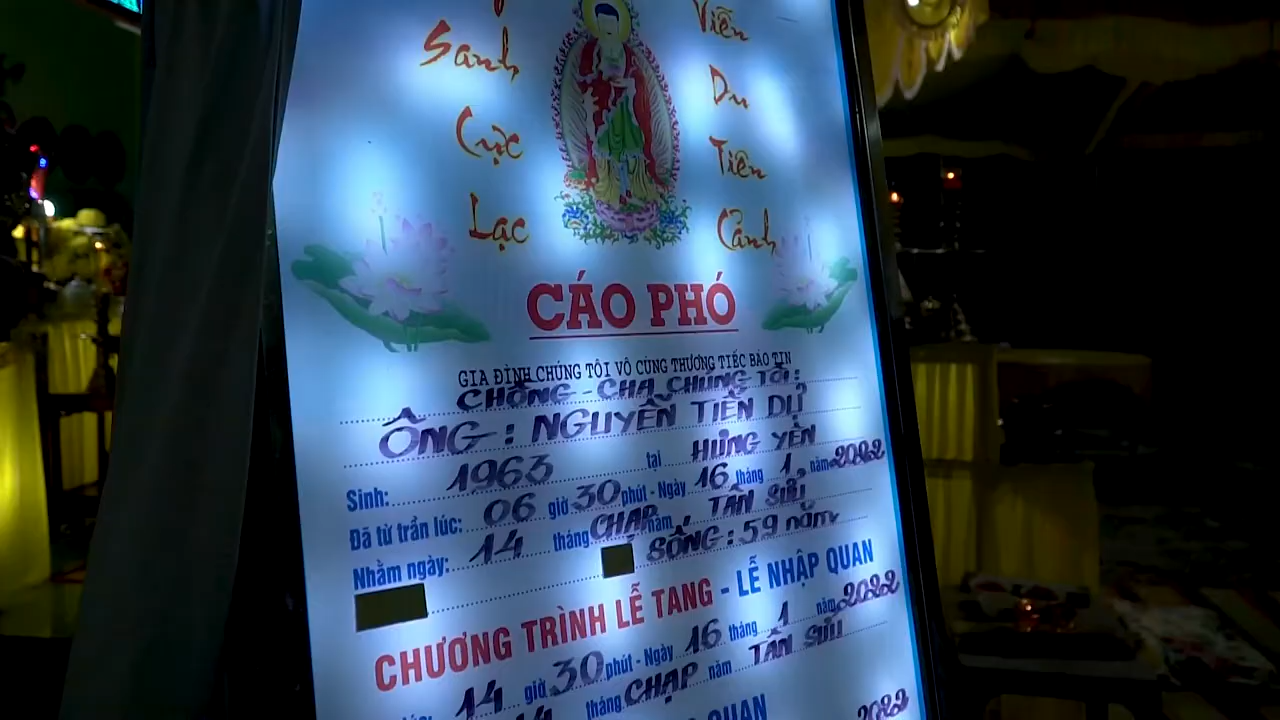 Sanh
Cực
Lạc
Viễn
Du
Tiên
Cảnh
CÁO PHÓ
GIA ĐÌNH CHÚNG TÔI VÔ CÙNG THƯƠNG TIẾC BÁO TIN
CHỒNG - CHA CHÚNG TÔI:
ÔNG: NGUYỄN TIẾN DỰ
Sinh: 1963 tại HƯNG YÊN
Đã từ trần lúc: 06 giờ 30 phút - Ngày 16 tháng 1, năm 2022
Nhằm ngày: 14 tháng CHẠP năm, TÂN SỬU
SỐNG: 59 năm
CHƯƠNG TRÌNH LỄ TANG - LỄ NHẬP QUAN
14 giờ 30 phút - Ngày 16 tháng 1 năm 2022
14 tháng CHẠP năm TÂN SỬU
QUAN
2022